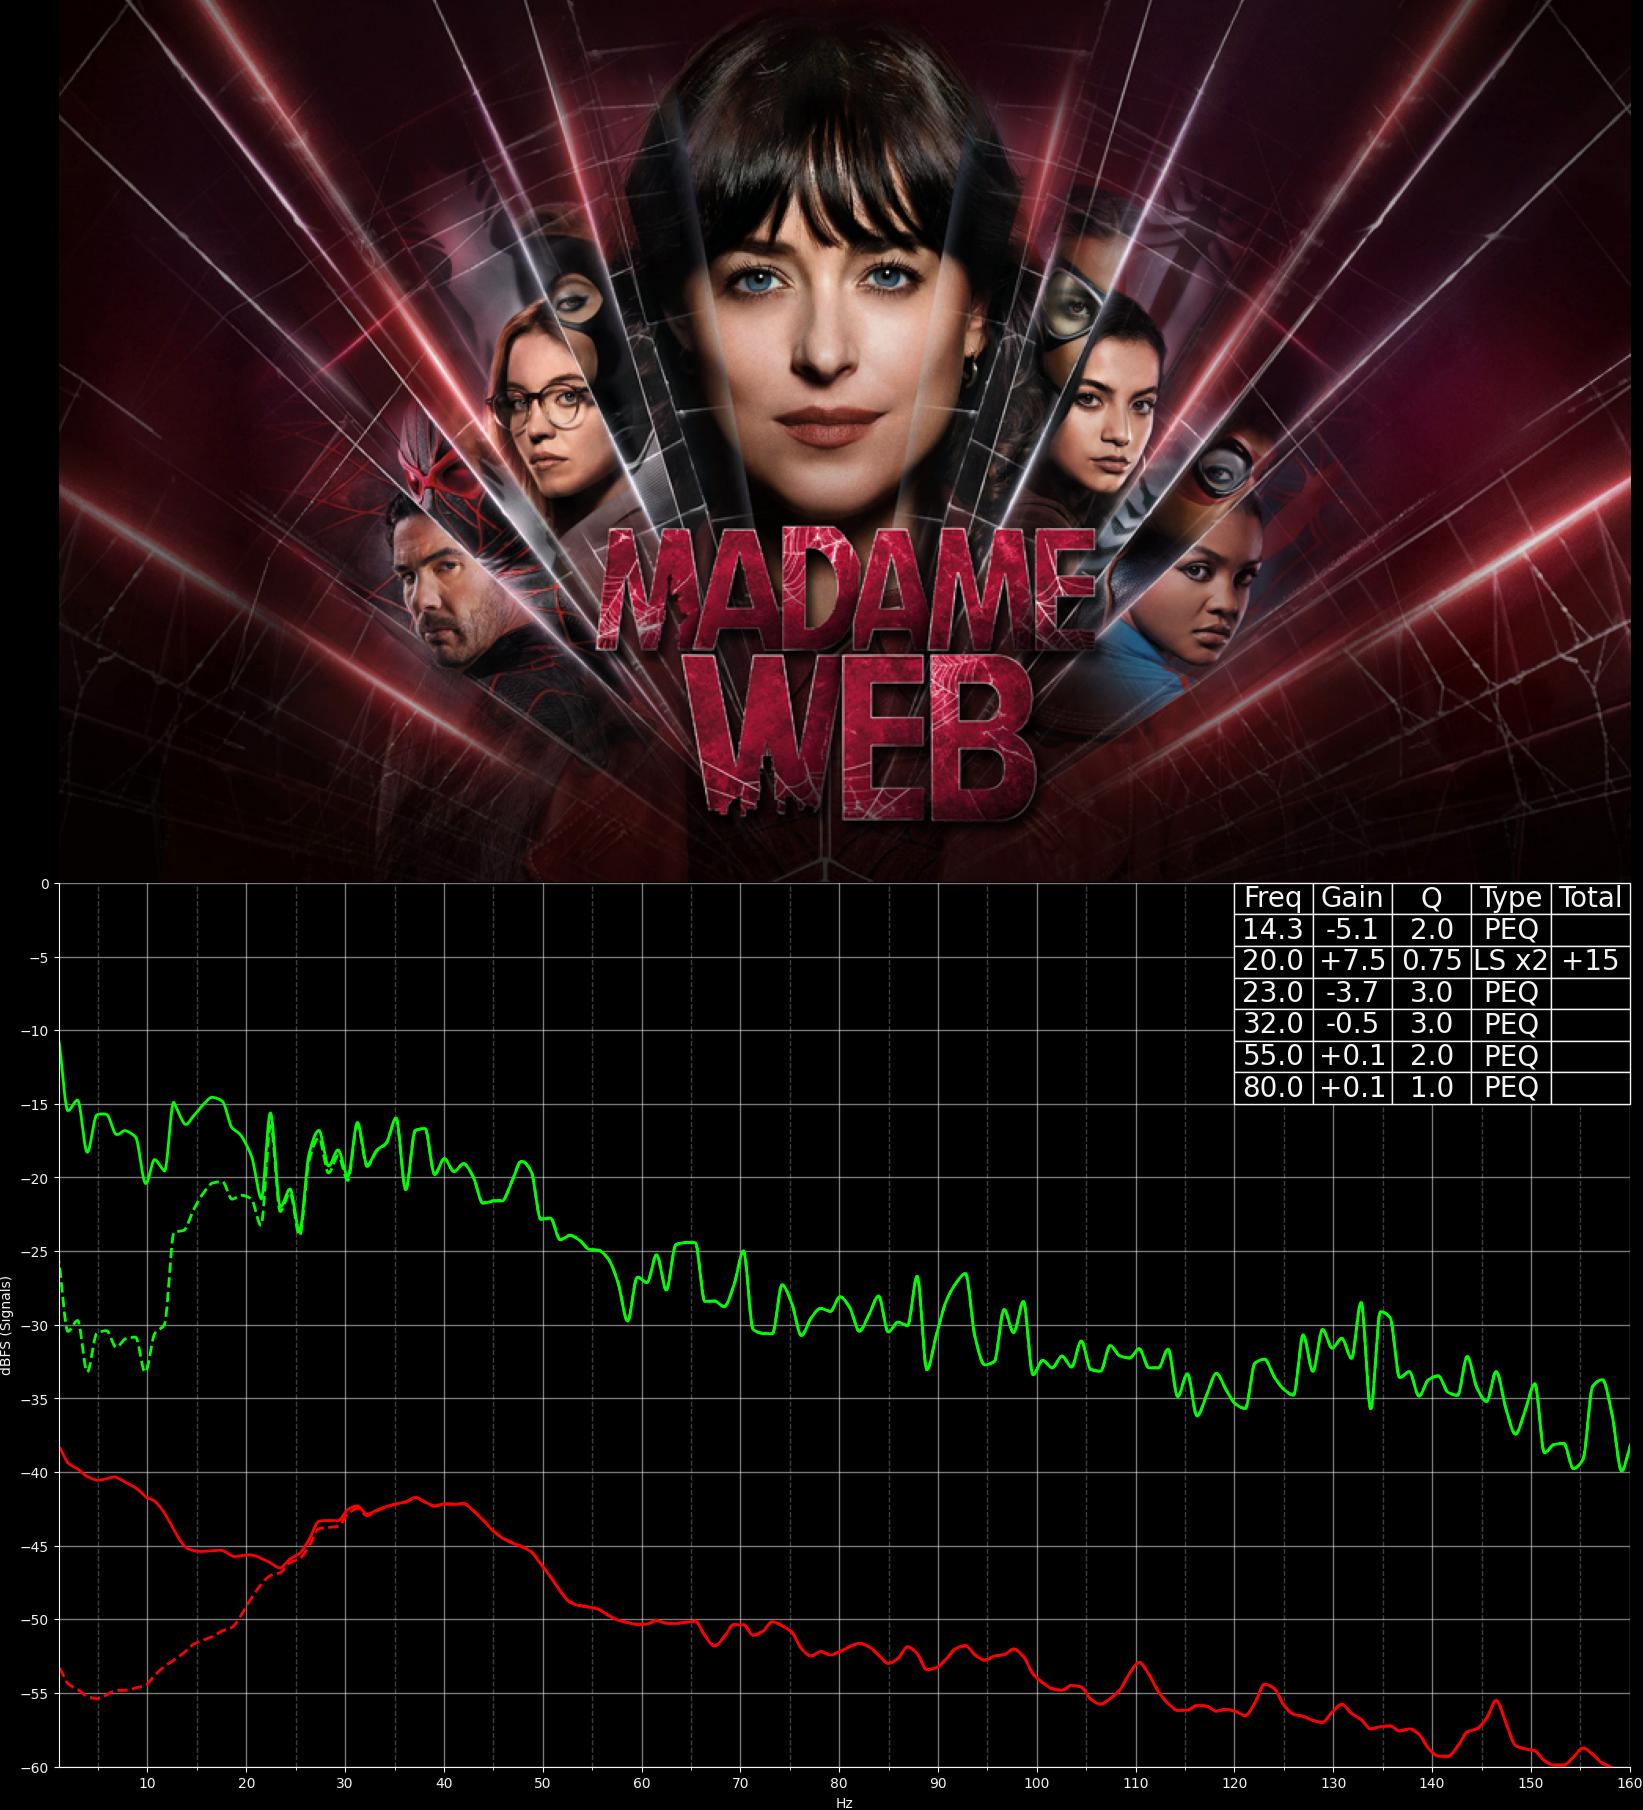 MADAME
WEB
Freq Gain Q Type Total
14.3 -5.1 2.0 PEQ
20.0 +7.5 0.75 LS x2 +15
23.0 -3.7 3.0 PEQ
32.0 -0.5 3.0 PEQ
55.0 +0.1 2.0 PEQ
80.0 +0.1 1.0 PEQ
0
−5
−10
−15
−20
−25
−30
−35
−40
−45
−50
−55
−60
dBFS (Signals)
10 20 30 40 50 60 70 80 90 100 110 120 130 140 150 160
Hz